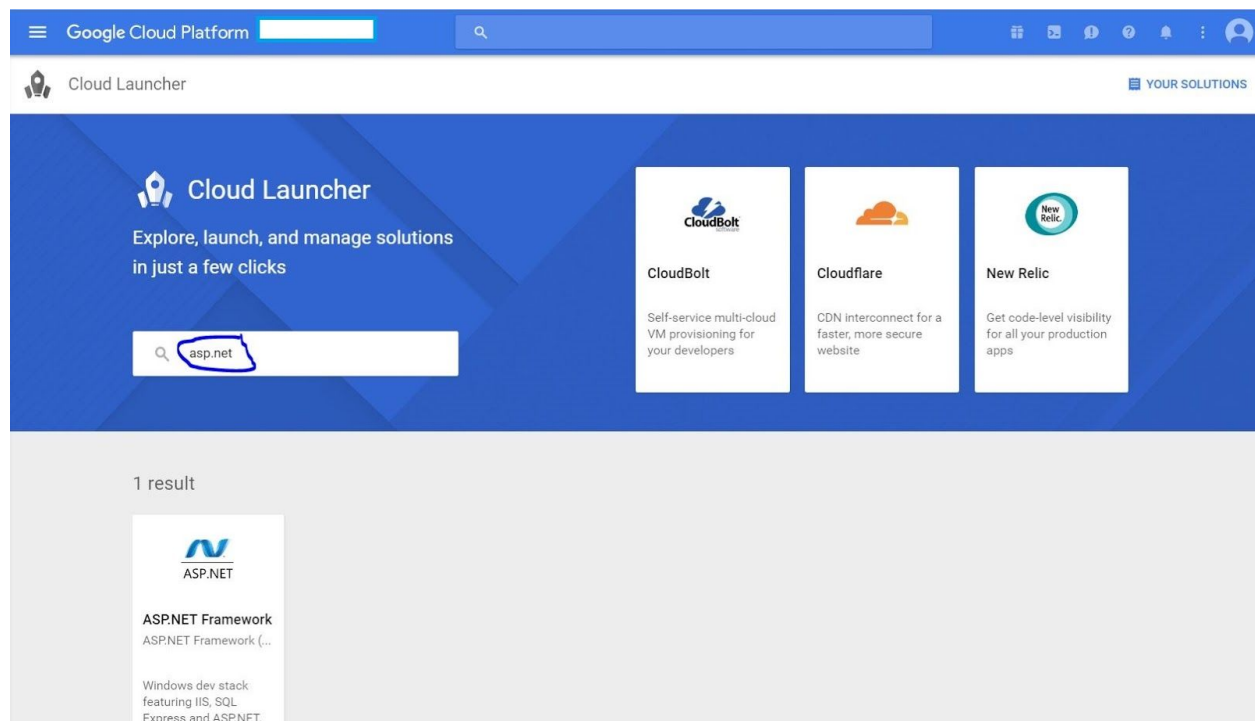 Google Cloud Platform
Cloud Launcher
YOUR SOLUTIONS
Cloud Launcher
Explore, launch, and manage solutions
in just a few clicks
asp.net
CloudBolt
software
CloudBolt
Self-service multi-cloud
VM provisioning for
your developers
Cloudflare
CDN interconnect for a
faster, more secure
website
New
Relic.
New Relic
Get code-level visibility
for all your production
apps
1 result
ASP.NET
ASP.NET Framework
ASP.NET Framework (...
Windows dev stack
featuring IIS, SQL
Express and ASP.NET.